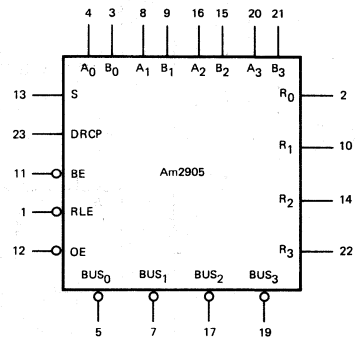 4 3 8 9 16 15 20 21
A0 B0 A1 B1 A2 B2 A3 B3
13 S R0 2
23 DRCP
R1 10
11 BE Am2905
1 RLE R2 14
12 OE R3 22
BUS0 BUS1 BUS2 BUS3
5 7 17 19